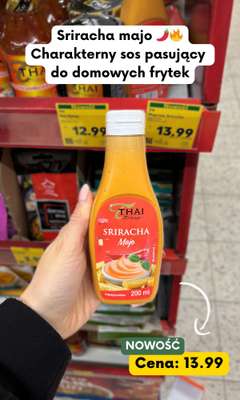 Sriracha majo 🌶️🔥
Charakterny sos pasujący
do domowych frytek
THAI
12.99
13,99
THAI
SRIRACHA
Majo
200 ml
NOWOŚĆ
Cena: 13.99